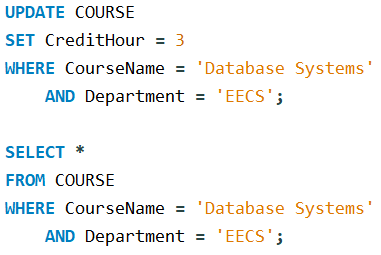 UPDATE COURSE
SET CreditHour = 3
WHERE CourseName = 'Database Systems'
AND Department = 'EECS';
SELECT *
FROM COURSE
WHERE CourseName = 'Database Systems'
AND Department = 'EECS';